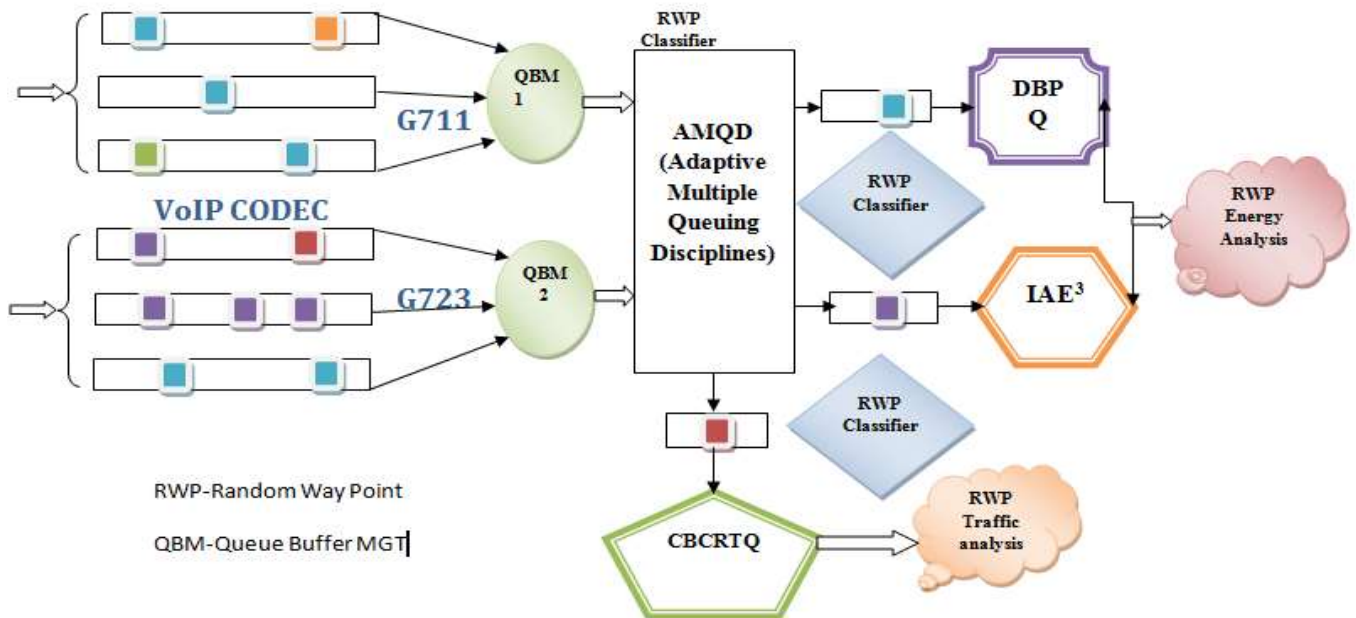 RWP
Classifier
QBM
1
G711
AMQD
(Adaptive
Multiple
Queuing
Disciplines)
DBP
Q
RWP
Classifier
RWP
Energy
Analysis
VoIP CODEC
G723
QBM
2
IAE³
RWP
Classifier
RWP-Random Way Point
QBM-Queue Buffer MGT
CBCRTQ
RWP
Traffic
analysis